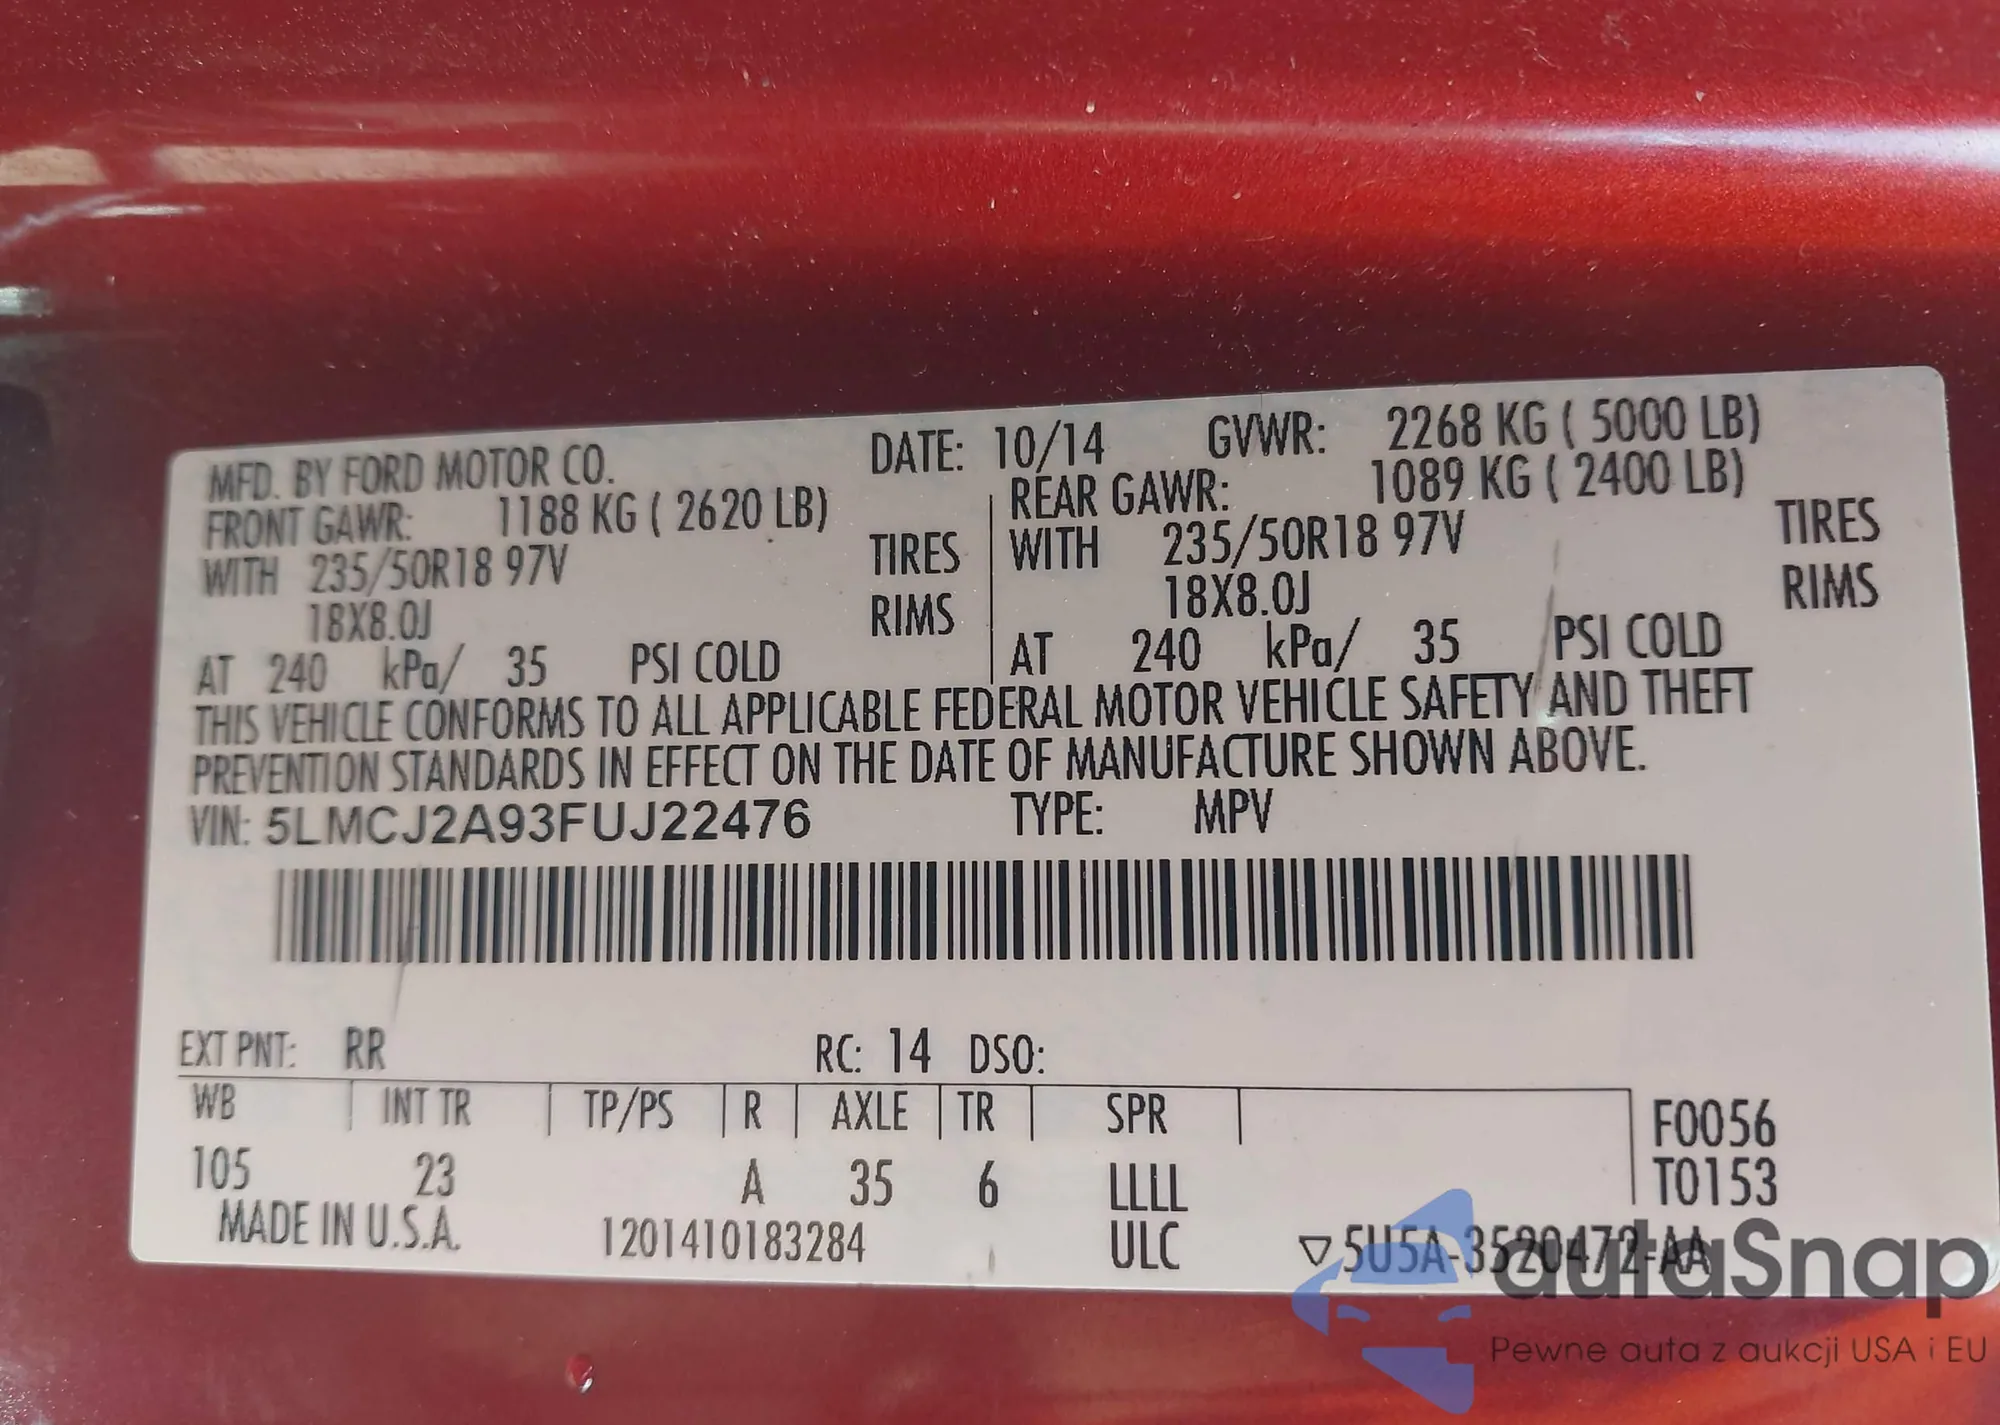 MFD. BY FORD MOTOR CO. DATE: 10/14 GVWR: 2268 KG ( 5000 LB)
FRONT GAWR: 1188 KG ( 2620 LB) REAR GAWR: 1089 KG ( 2400 LB)
WITH 235/50R18 97V TIRES WITH 235/50R18 97V TIRES
18X8.0J RIMS 18X8.0J RIMS
AT 240 kPa/ 35 PSI COLD AT 240 kPa/ 35 PSI COLD
THIS VEHICLE CONFORMS TO ALL APPLICABLE FEDERAL MOTOR VEHICLE SAFETY AND THEFT
PREVENTION STANDARDS IN EFFECT ON THE DATE OF MANUFACTURE SHOWN ABOVE.
VIN: 5LMCJ2A93FUJ22476 TYPE: MPV
EXT PNT: RR RC: 14 DSO:
WB INT TR TP/PS R AXLE TR SPR F0056
105 23 A 35 6 LLLL T0153
MADE IN U.S.A. 1201410183284 ULC ▽5U5A-3520472-AA
autaSnap
Pewne auta z aukcji USA i EU